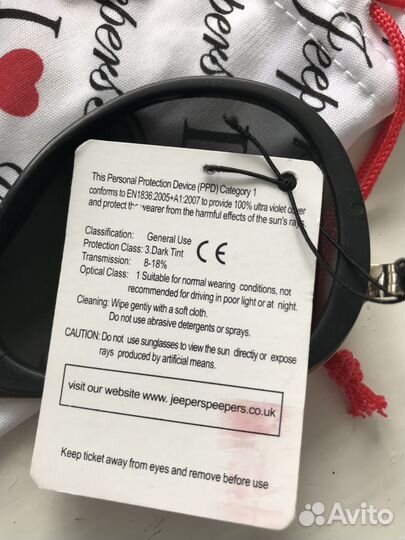 Jeep
epers
I
I
This Personal Protection Device (PPD) Category 1
conforms to EN1836:2005+A1:2007 to provide 100% ultra violet
and protect the wearer from the harmful effects of the sun's rays
Classification: General Use
Protection Class: 3.Dark Tint
Transmission: 8-18%
CE
Optical Class: 1 Suitable for normal wearing conditions, not
recommended for driving in poor light or at night.
Cleaning: Wipe gently with a soft cloth.
Do not use abrasive detergents or sprays.
CAUTION: Do not use sunglasses to view the sun directly or expose
rays produced by artificial means.
visit our website www. jeeperspeepers.co.uk
Keep ticket away from eyes and remove before use
Avito